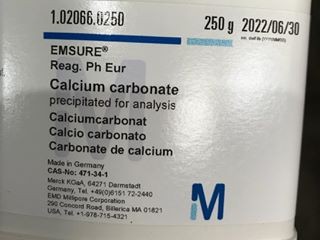 1.02066.0250 250 g 2022/06/30
EMSURE®
Reag. Ph Eur
Calcium carbonate
precipitated for analysis
Calciumcarbonat
Calcio carbonato
Carbonate de calcium
Made in Germany
CAS-No: 471-34-1
Merck KGaA, 64271 Darmstadt
Germany, Tel. +49(0)6151 72-2440
EMD Millipore Corporation
290 Concord Road, Billerica MA 01821
USA, Tel. +1-978-715-4321
M